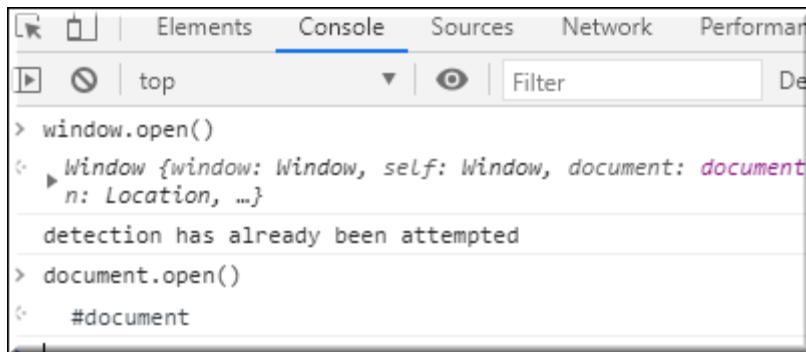 Elements Console Sources Network Performan
top Filter De
> window.open()
Window {window: Window, self: Window, document: document
n: Location, …}
detection has already been attempted
> document.open()
#document